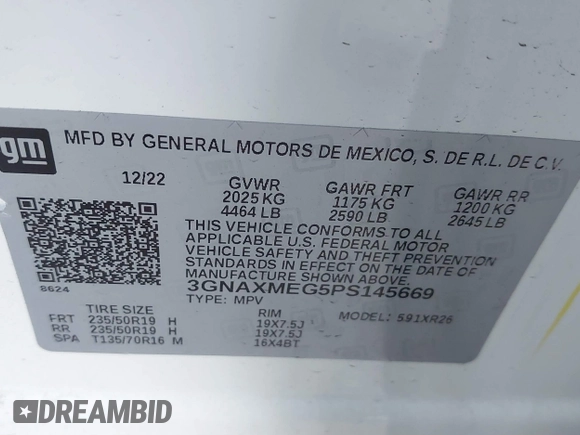 gm
MFD BY GENERAL MOTORS DE MEXICO, S. DE R.L. DE C.V.
12/22 GVWR GAWR FRT GAWR RR
2025 KG 1175 KG 1200 KG
4464 LB 2590 LB 2645 LB
THIS VEHICLE CONFORMS TO ALL
APPLICABLE U.S. FEDERAL MOTOR
VEHICLE SAFETY AND THEFT PREVENTION
STANDARDS IN EFFECT ON THE DATE OF
MANUFACTURE SHOWN ABOVE.
8624 3GNAXMEG5PS145669
TYPE: MPV MODEL: 591XR26
TIRE SIZE RIM
FRT 235/50R19 H 19X7.5J
RR 235/50R19 H 19X7.5J
SPA T135/70R16 M 16X4BT
DREAMBID